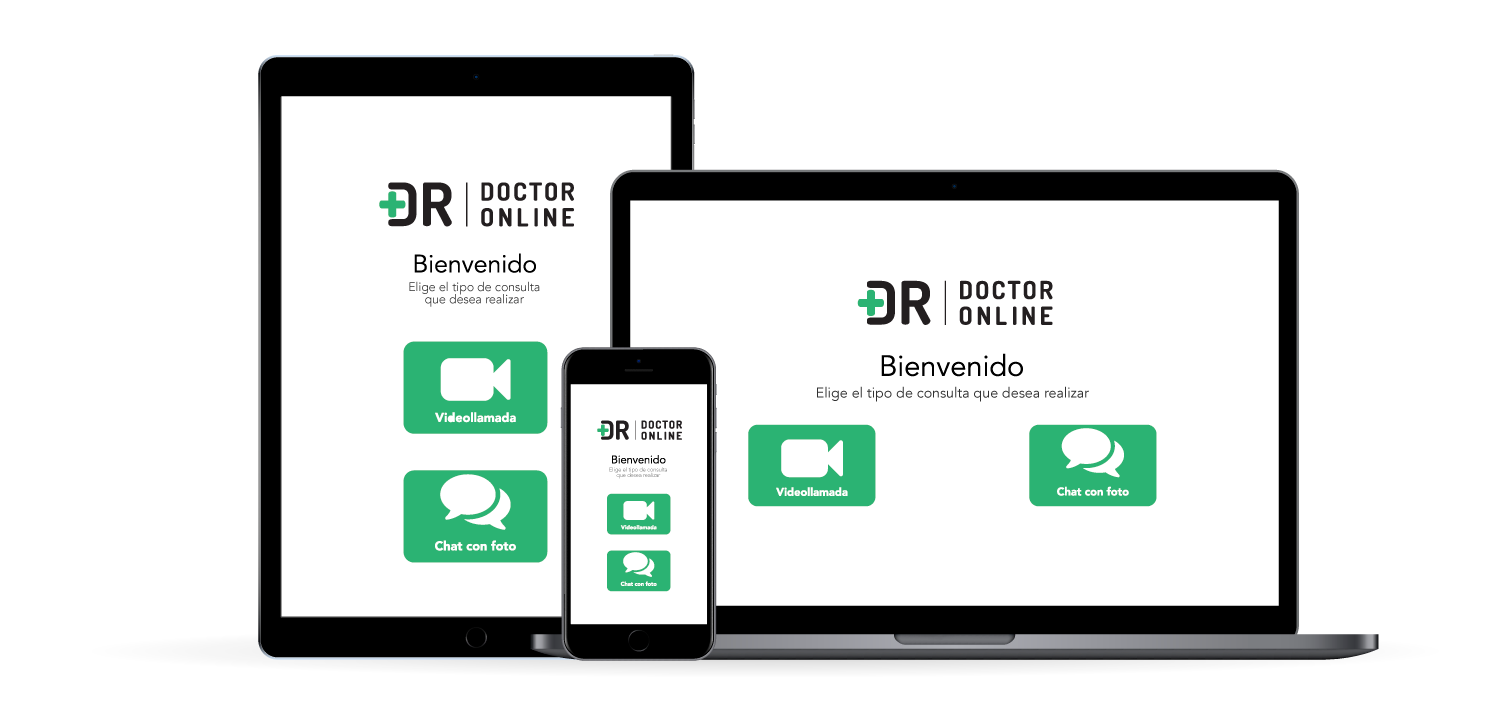 DR | DOCTOR
ONLINE
Bienvenido
Elige el tipo de consulta
que desea realizar
Videollamada
Chat con foto
DR | DOCTOR
ONLINE
Bienvenido
Elige el tipo de consulta
que desea realizar
Videollamada
Chat con foto
DR | DOCTOR
ONLINE
Bienvenido
Elige el tipo de consulta que desea realizar
Videollamada
Chat con foto